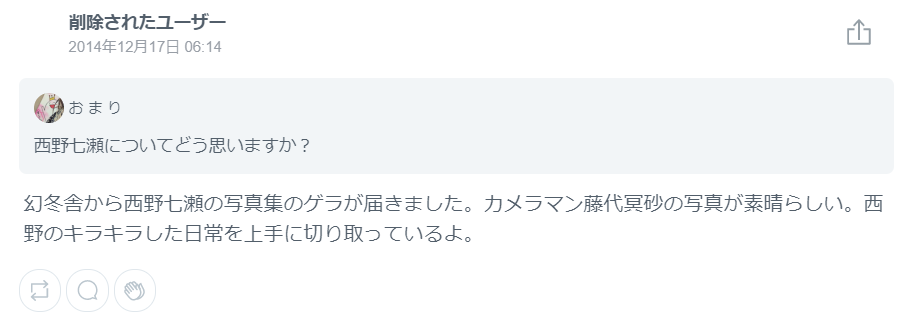 削除されたユーザー
2014年12月17日 06:14
おまり
西野七瀬についてどう思いますか？
幻冬舎から西野七瀬の写真集のゲラが届きました。カメラマン藤代冥砂の写真が素晴らしい。西
野のキラキラした日常を上手に切り取っているよ。